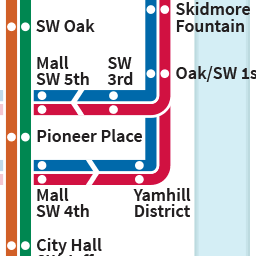 Skidmore
Fountain
SW Oak
Mall
SW 5th
SW
3rd
Oak/SW 1s
Pioneer Place
Mall
SW 4th
Yamhill
District
City Hall